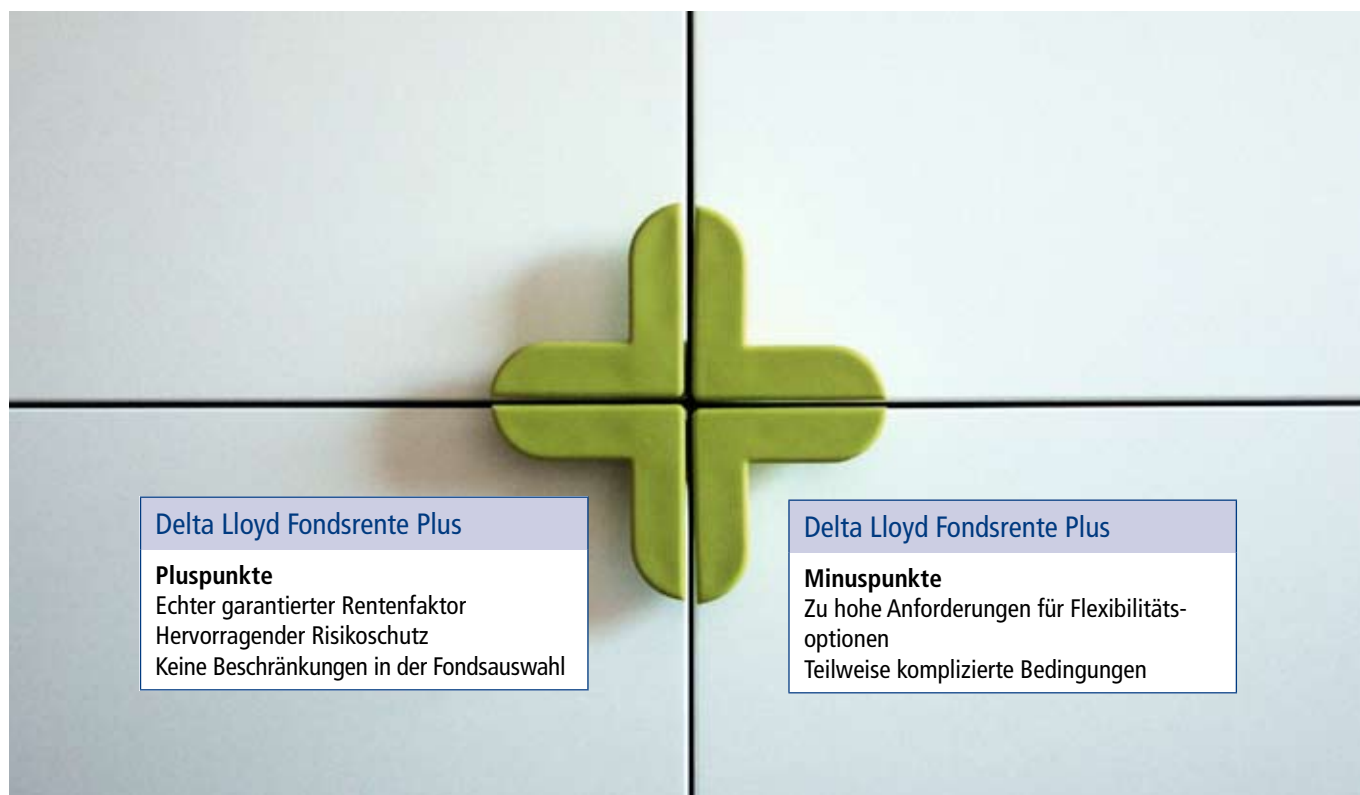 Delta Lloyd Fondsrente Plus
Pluspunkte
Echter garantierter Rentenfaktor
Hervorragender Risikoschutz
Keine Beschränkungen in der Fondsauswahl
Delta Lloyd Fondsrente Plus
Minuspunkte
Zu hohe Anforderungen für Flexibilitäts-
optionen
Teilweise komplizierte Bedingungen